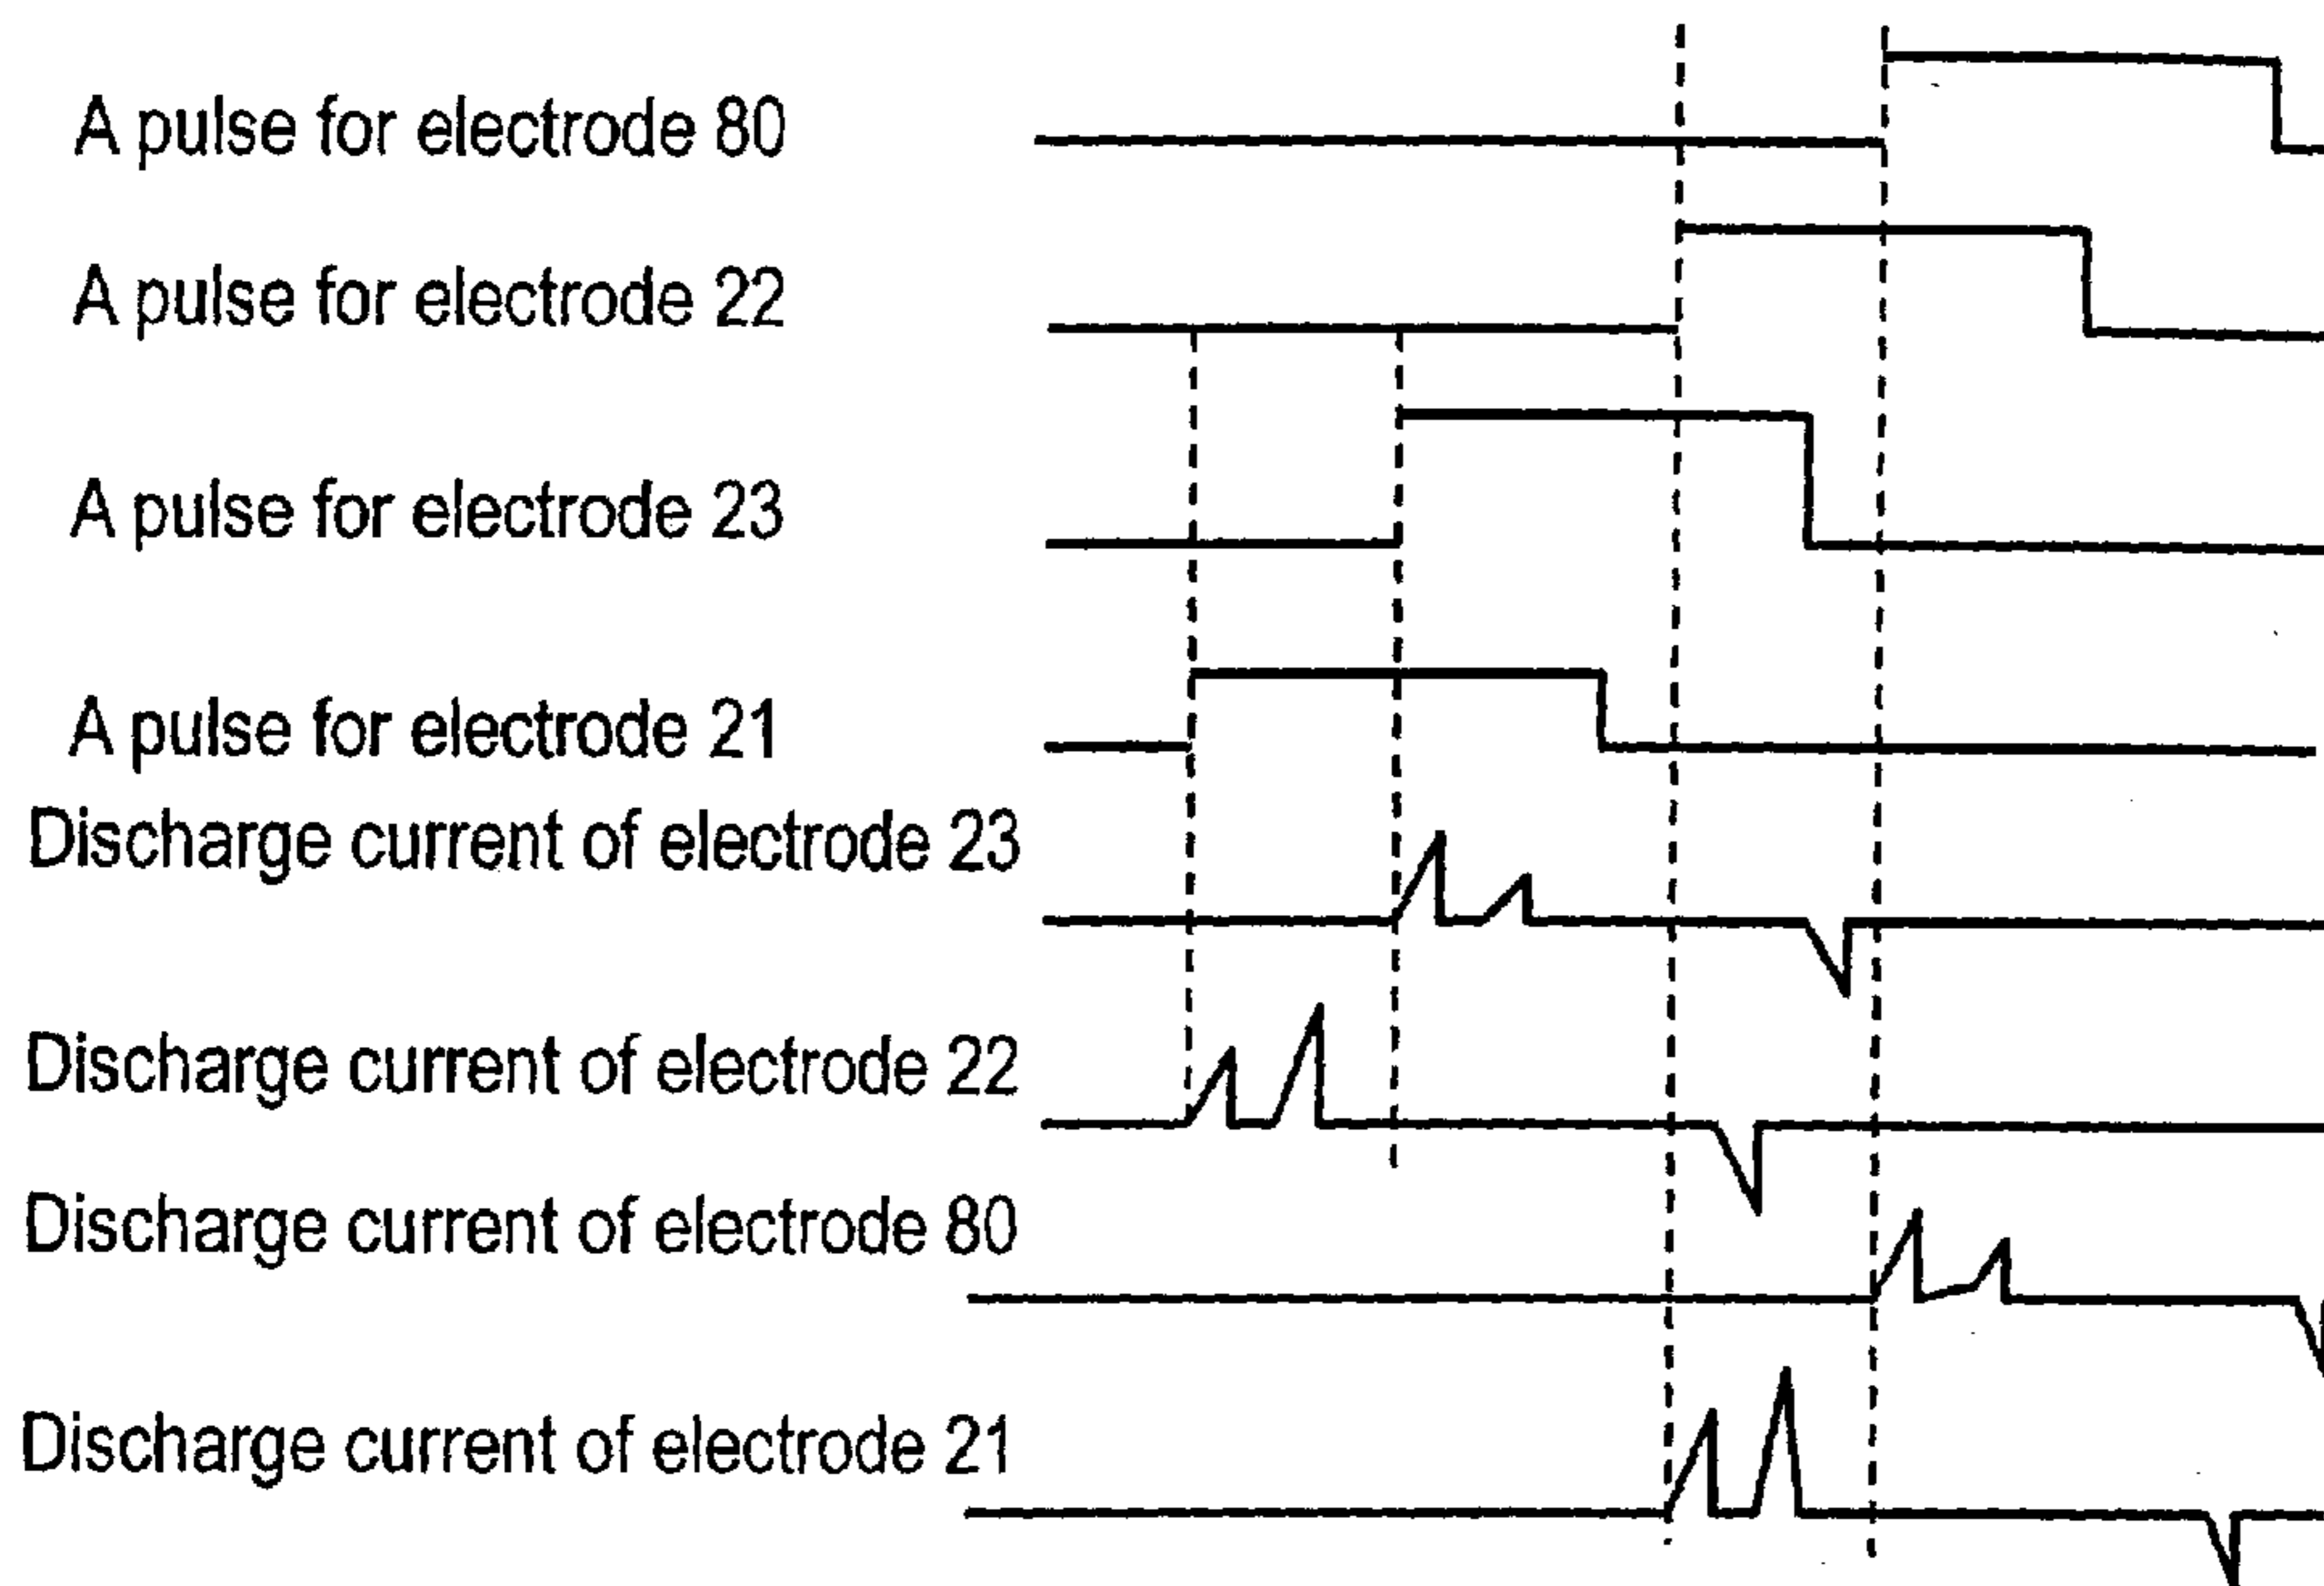 A pulse for electrode 80
A pulse for electrode 22
A pulse for electrode 23
A pulse for electrode 21
Discharge current of electrode 23
Discharge current of electrode 22
Discharge current of electrode 80
Discharge current of electrode 21